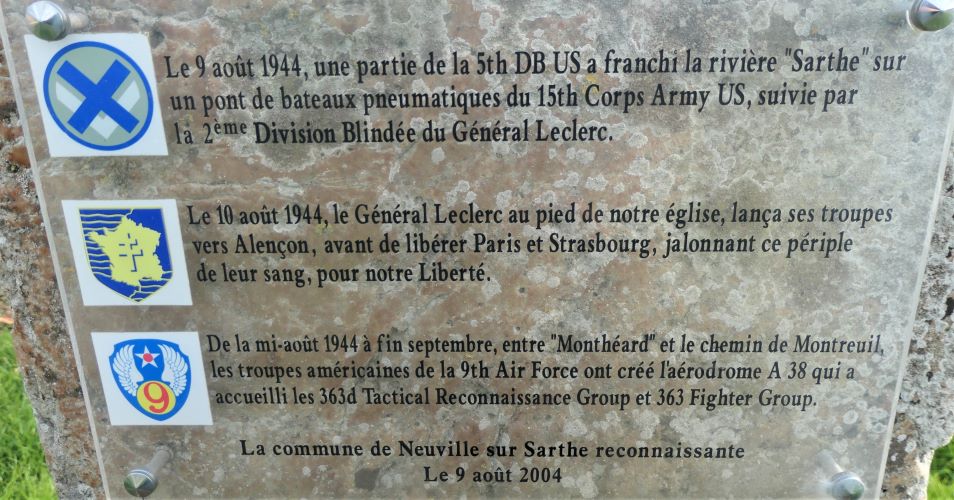 Le 9 août 1944, une partie de la 5th DB US a franchi la rivière "Sarthe" sur
un pont de bateaux pneumatiques du 15th Corps Army US, suivie par
la 2eme Division Blindée du Général Leclerc.
Le 10 août 1944, le Général Leclerc au pied de notre église, lança ses troupes
vers Alençon, avant de libérer Paris et Strasbourg, jalonnant ce périple
de leur sang, pour notre Liberté.
De la mi-août 1944 à fin septembre, entre "Monthéard" et le chemin de Montreuil,
les troupes américaines de la 9th Air Force ont créé l'aérodrome A 38 qui a
accueilli les 363d Tactical Reconnaissance Group et 363 Fighter Group.
9
La commune de Neuville sur Sarthe reconnaissante
Le 9 août 2004